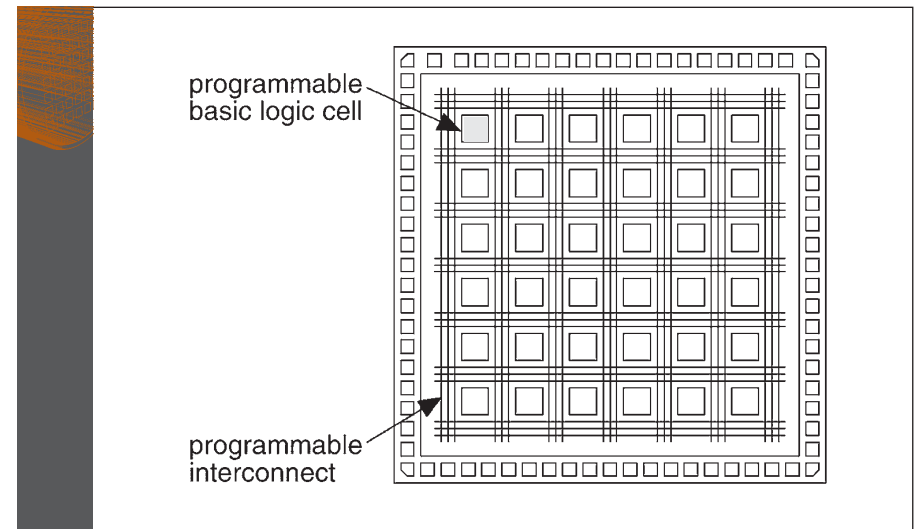 programmable
basic logic cell
programmable
interconnect